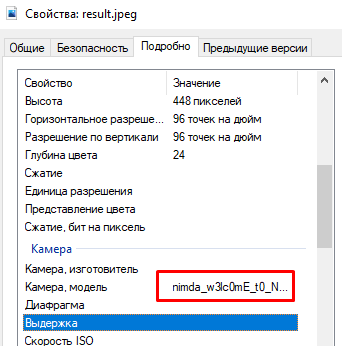 Свойства: result.jpeg
Общие Безопасность Подробно Предыдущие версии
Свойство Значение
Высота 448 пикселей
Горизонтальное разреше... 96 точек на дюйм
Разрешение по вертикали 96 точек на дюйм
Глубина цвета 24
Сжатие
Единица разрешения
Представление цвета
Сжатие, бит на пиксель
Камера
Камера, изготовитель
Камера, модель nimda_w3lc0mE_t0_N...
Диафрагма
Выдержка
Скорость ISO